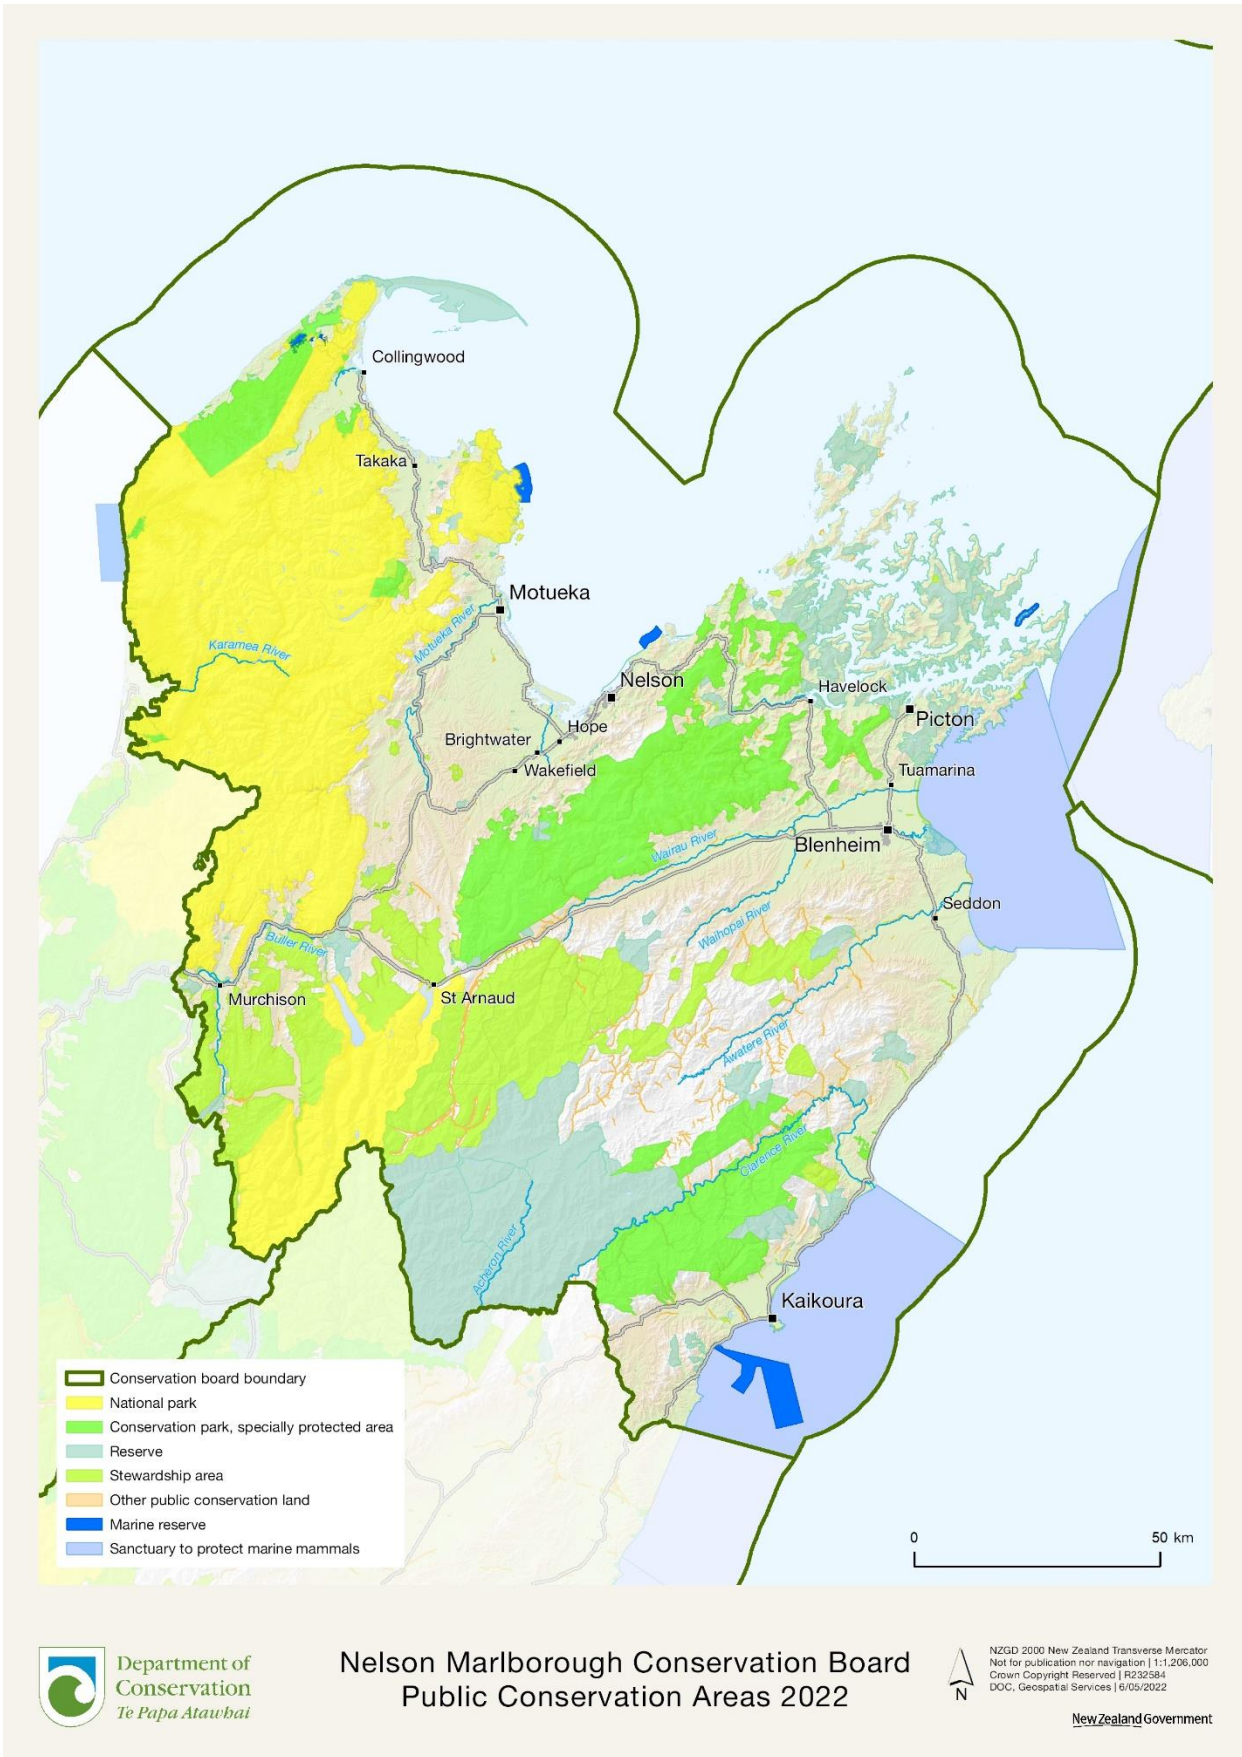 Collingwood
Takaka
Motueka
Motueka River
Karamea River
Nelson
Havelock
Picton
Hope
Brightwater
Wakefield
Tuamarina
Wairau River
Blenheim
Seddon
Waihopai River
Buller River
Murchison
St Arnaud
Awatere River
Clarence River
Acheron River
Kaikoura
Conservation board boundary
National park
Conservation park, specially protected area
Reserve
Stewardship area
Other public conservation land
Marine reserve
Sanctuary to protect marine mammals
0 50 km
Department of
Conservation
Te Papa Atawhai
Nelson Marlborough Conservation Board
Public Conservation Areas 2022
N
NZGD 2000 New Zealand Transverse Mercator
Not for publication nor navigation | 1:1,206,000
Crown Copyright Reserved | R232584
DOC, Geospatial Services | 6/05/2022
New Zealand Government